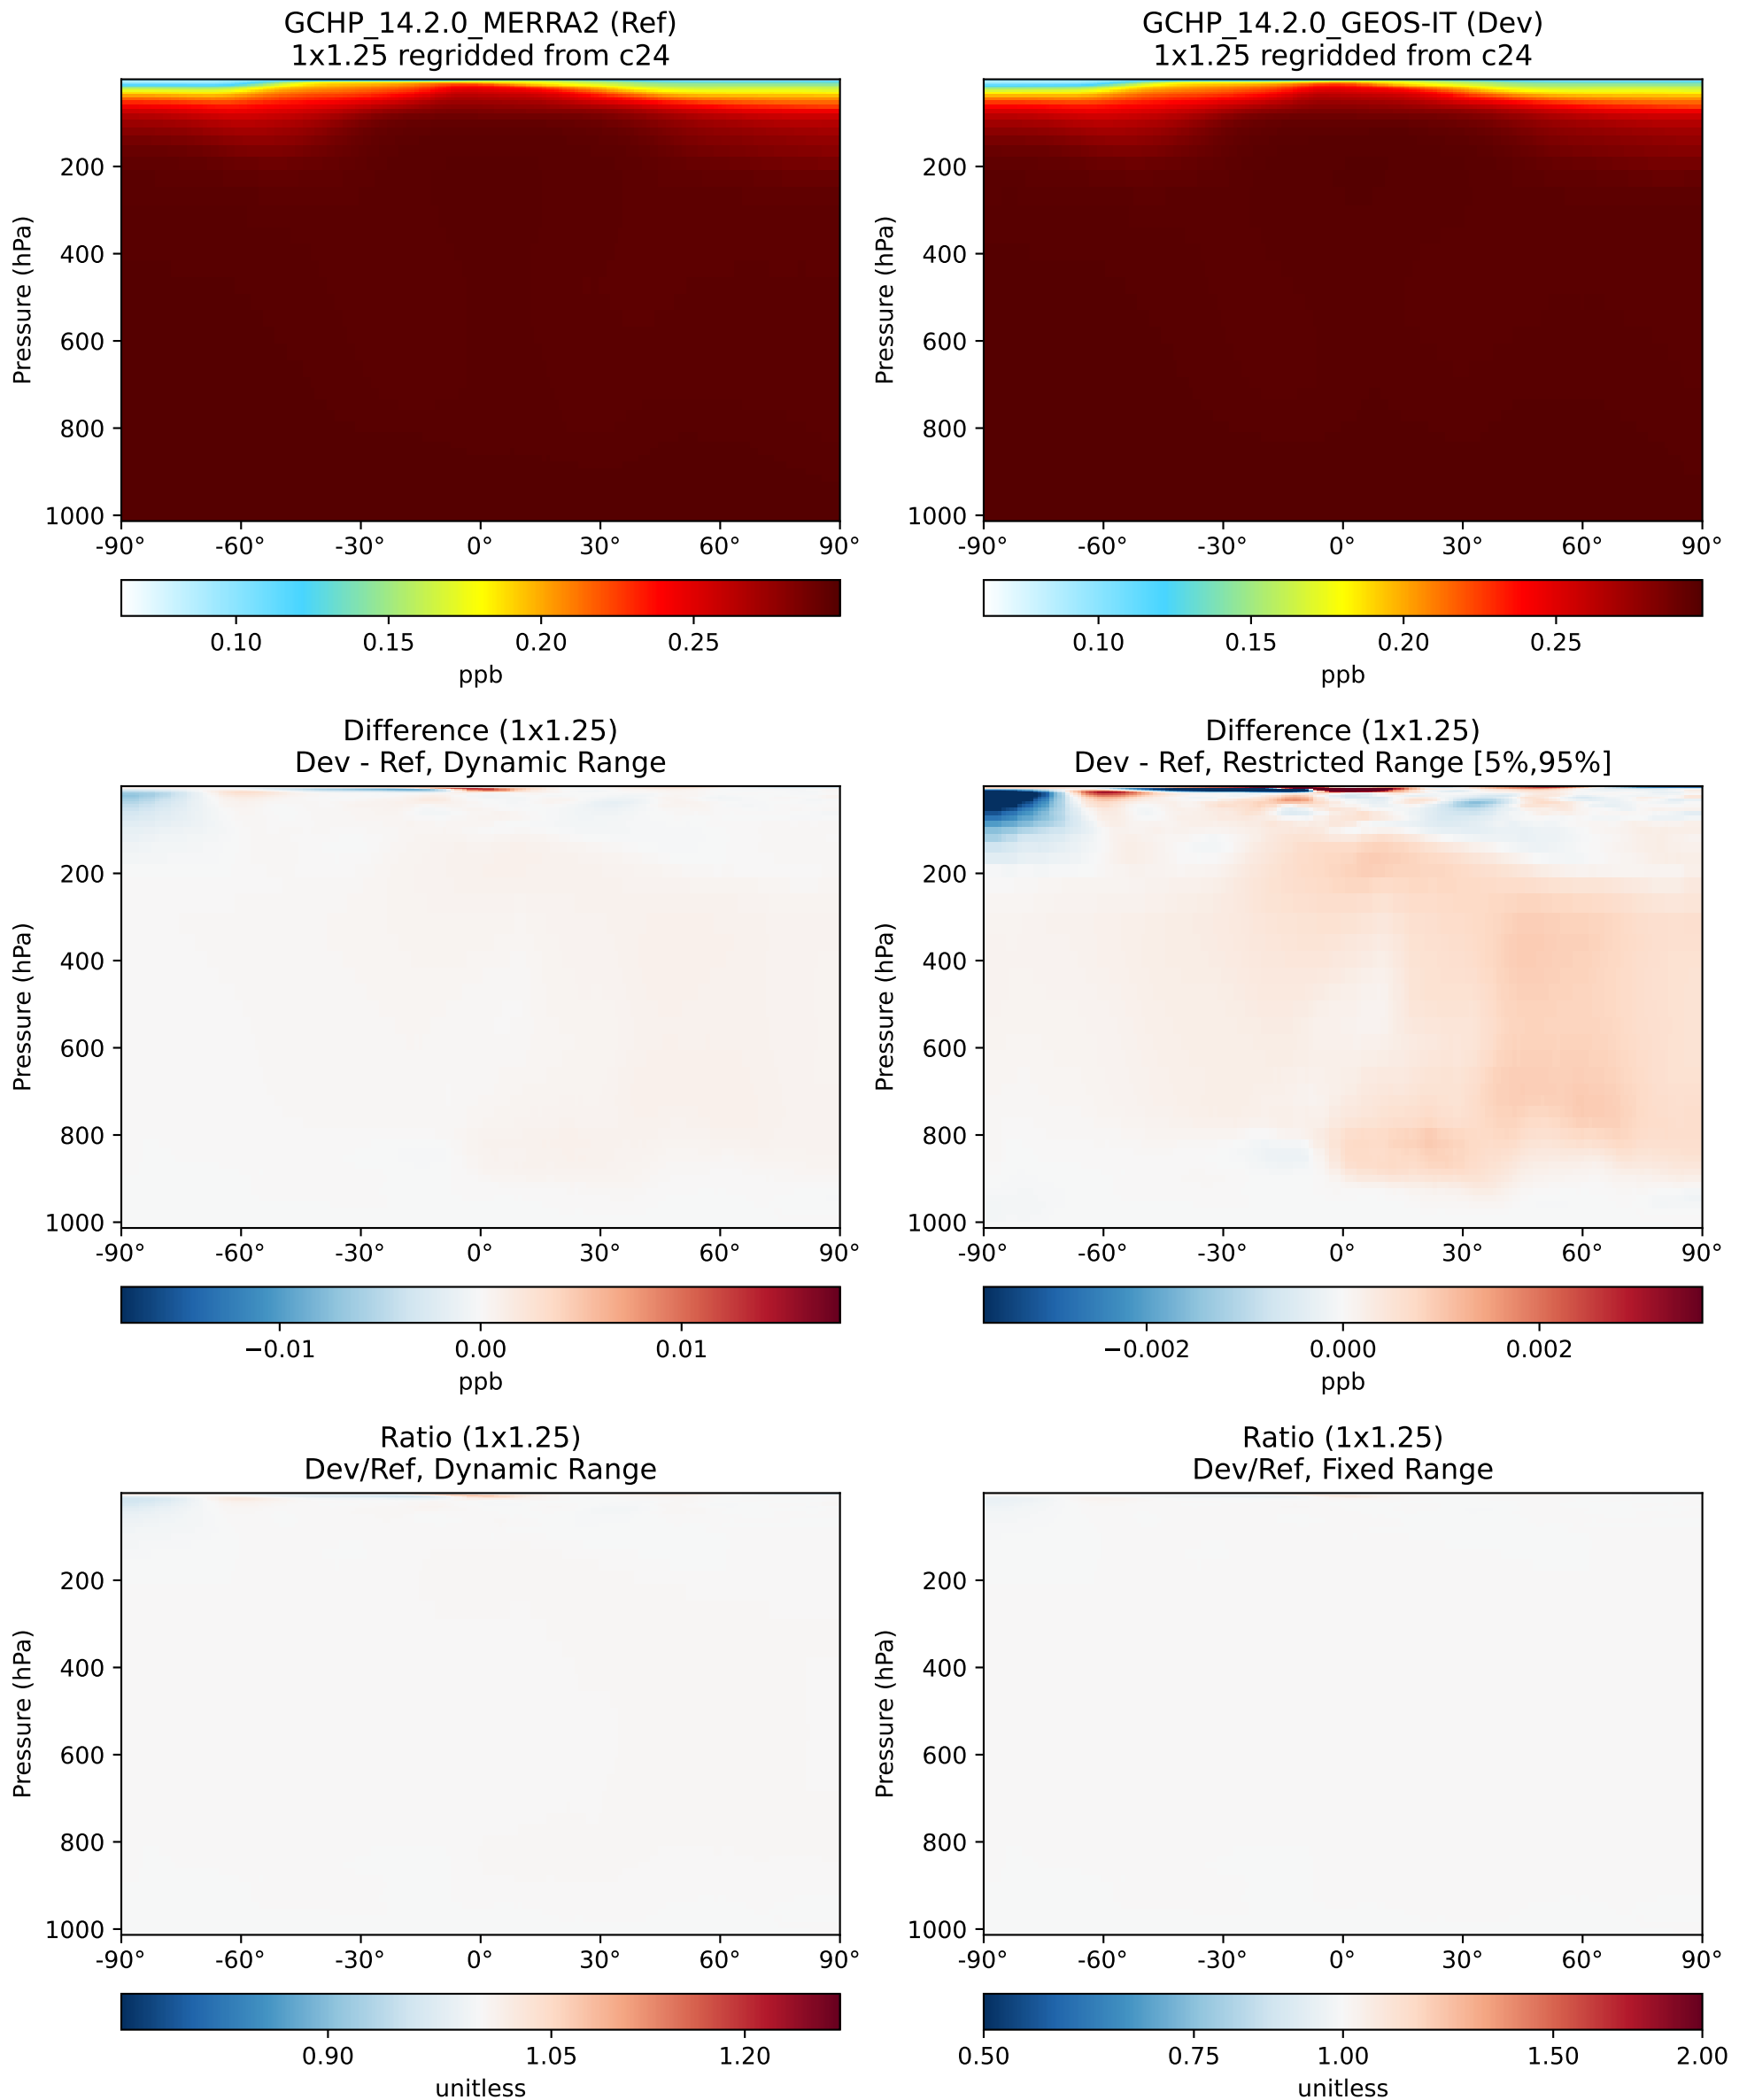 GCHP_14.2.0_MERRA2 (Ref)
1x1.25 regridded from c24
Pressure (hPa)
200
400
600
800
1000
-90° -60° -30° 0° 30° 60° 90°
0.10 0.15 0.20 0.25
ppb
GCHP_14.2.0_GEOS-IT (Dev)
1x1.25 regridded from c24
Pressure (hPa)
200
400
600
800
1000
-90° -60° -30° 0° 30° 60° 90°
0.10 0.15 0.20 0.25
ppb
Difference (1x1.25)
Dev - Ref, Dynamic Range
Pressure (hPa)
200
400
600
800
1000
-90° -60° -30° 0° 30° 60° 90°
−0.01 0.00 0.01
ppb
Difference (1x1.25)
Dev - Ref, Restricted Range [5%,95%]
Pressure (hPa)
200
400
600
800
1000
-90° -60° -30° 0° 30° 60° 90°
−0.002 0.000 0.002
ppb
Ratio (1x1.25)
Dev/Ref, Dynamic Range
Pressure (hPa)
200
400
600
800
1000
-90° -60° -30° 0° 30° 60° 90°
0.90 1.05 1.20
unitless
Ratio (1x1.25)
Dev/Ref, Fixed Range
Pressure (hPa)
200
400
600
800
1000
-90° -60° -30° 0° 30° 60° 90°
0.50 0.75 1.00 1.50 2.00
unitless